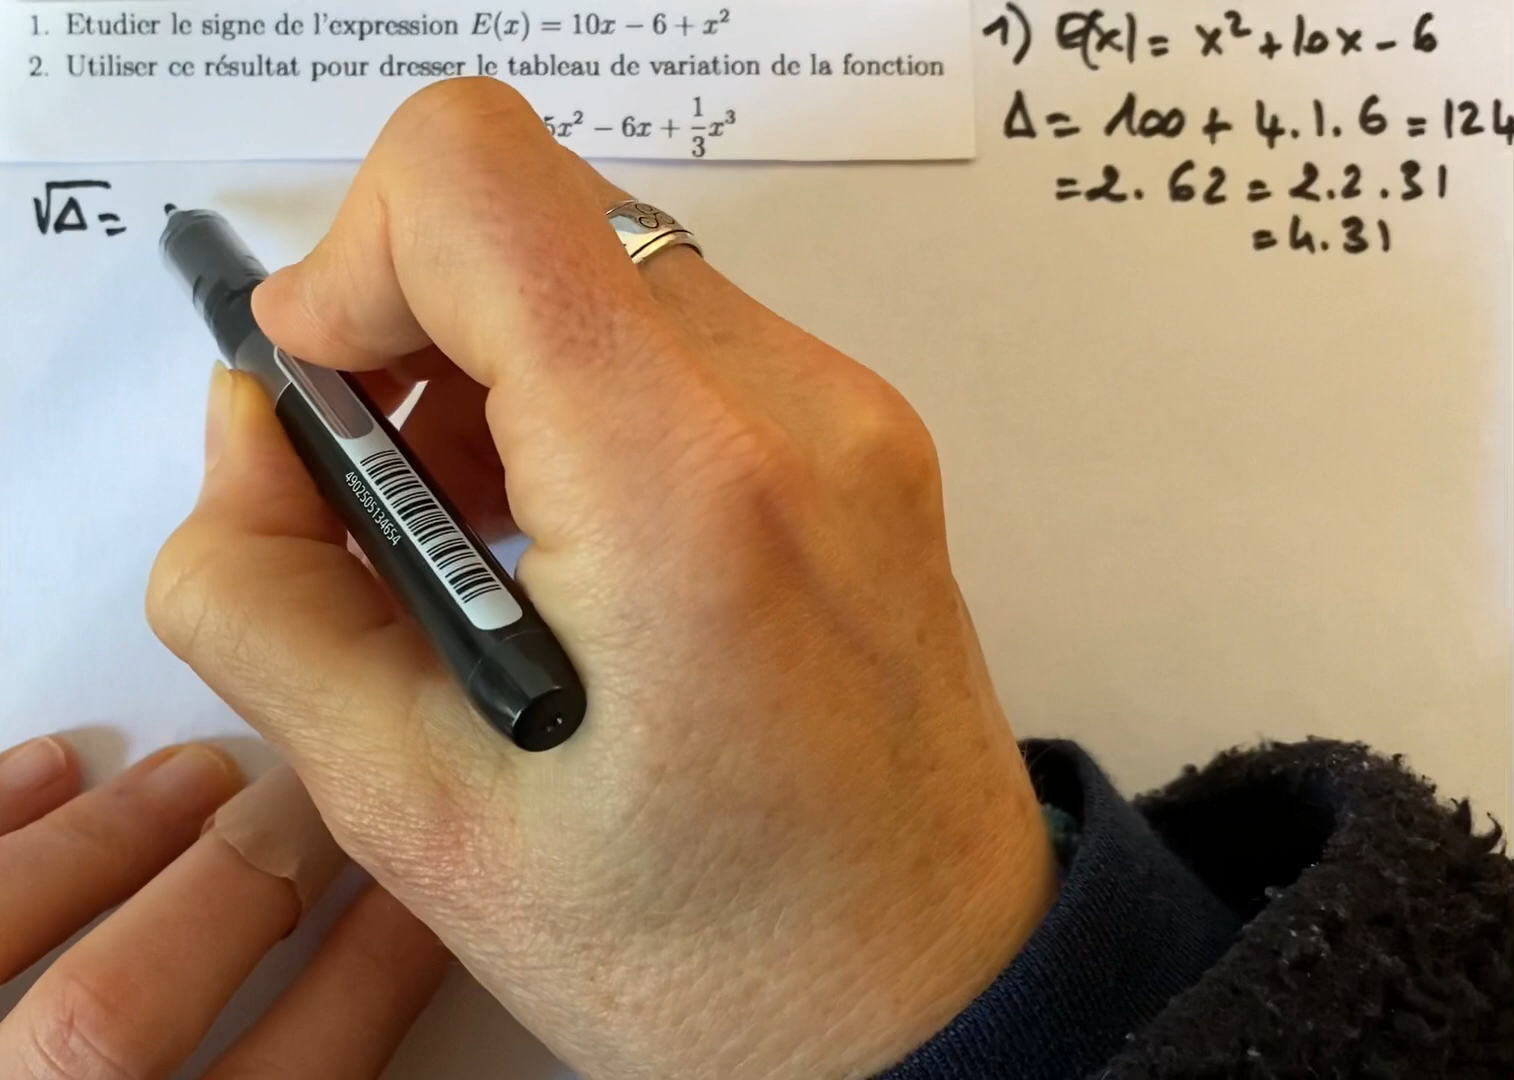 1. Etudier le signe de l'expression E(x) = 10x − 6 + x²
2. Utiliser ce résultat pour dresser le tableau de variation de la fonction
5x² − 6x + 1/3 x³
1) E(x) = x² + 10x − 6
Δ = 100 + 4.1.6 = 124
= 2. 62 = 2.2.31
= 4.31
√Δ =
4902505134654